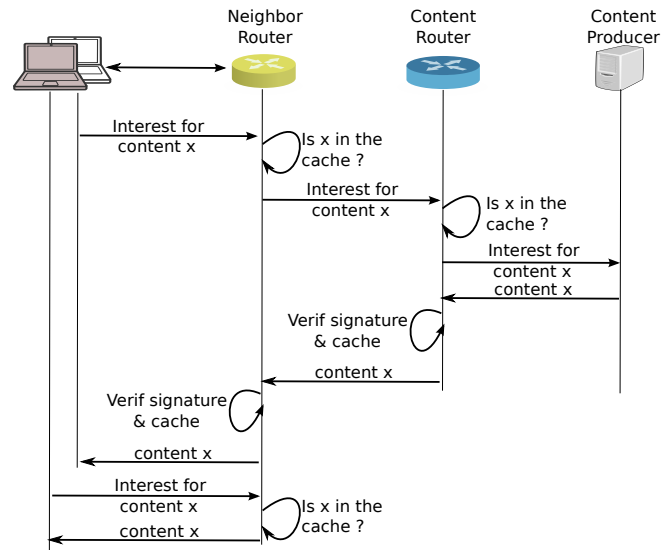 Neighbor
Router
Content
Router
Content
Producer
Interest for
content x
Is x in the
cache ?
Interest for
content x
Is x in the
cache ?
Interest for
content x
content x
Verif signature
& cache
content x
Verif signature
& cache
content x
Interest for
content x
Is x in the
cache ?
content x